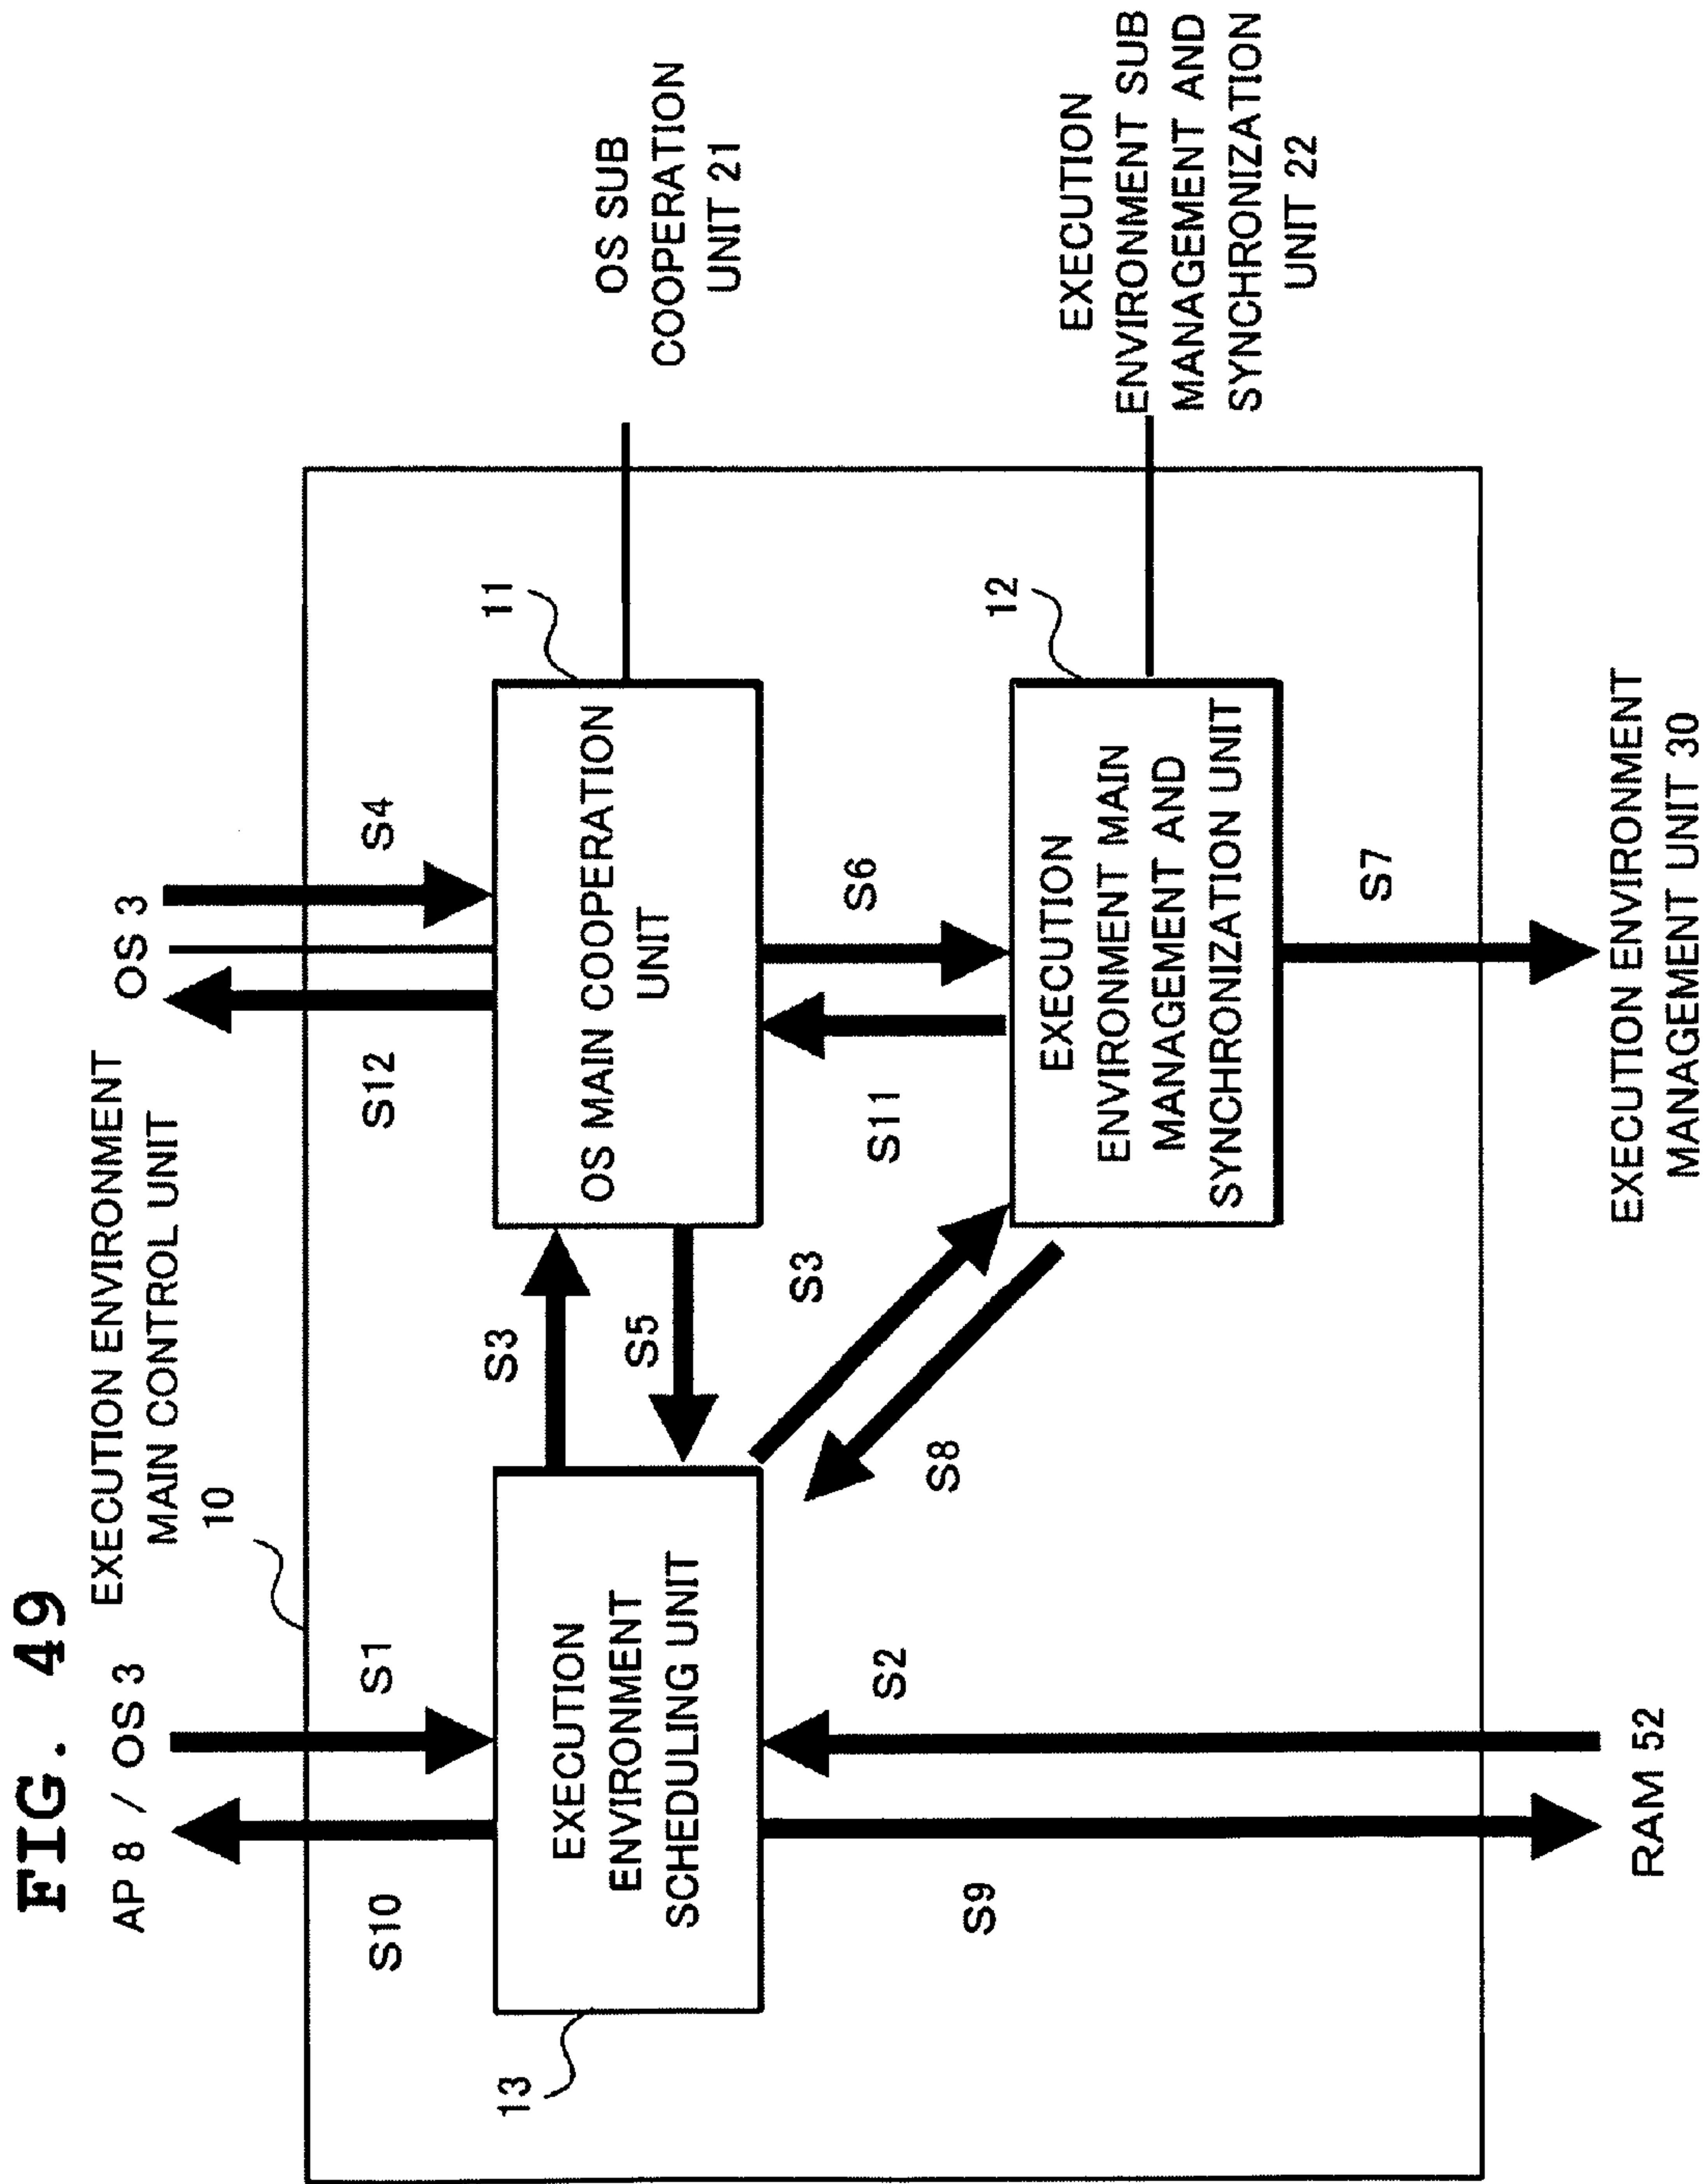 FIG. 49
EXECUTION ENVIRONMENT
MAIN CONTROL UNIT
10
AP 8 / OS 3
OS 3
S10
S1
S12
S4
11
OS SUB
COOPERATION
UNIT 21
13
EXECUTION
ENVIRONMENT
SCHEDULING UNIT
S3
S5
OS MAIN COOPERATION
UNIT
S3
S8
S11
S6
12
EXECUTION
ENVIRONMENT SUB
MANAGEMENT AND
SYNCHRONIZATION
UNIT 22
S9
S2
EXECUTION
ENVIRONMENT MAIN
MANAGEMENT AND
SYNCHRONIZATION UNIT
S7
RAM 52
EXECUTION ENVIRONMENT
MANAGEMENT UNIT 30